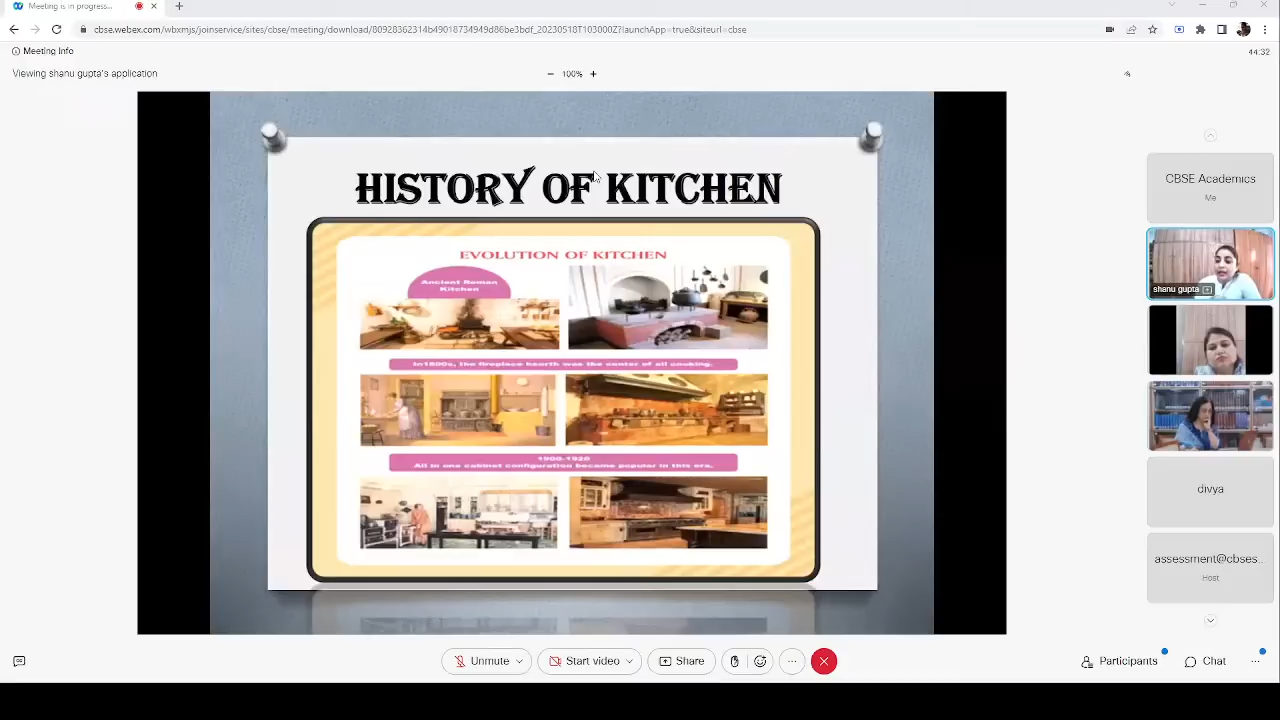 Meeting is in progress...
cbse.webex.com/wbxmjs/joinservice/sites/cbse/meeting/download/80928362314b49018734949d86be3bdf_20230518T103000Z?launchApp=true&siteurl=cbse
Meeting Info
44:32
Viewing shanu gupta's application
100%
HISTORY OF KITCHEN
EVOLUTION OF KITCHEN
Ancient Roman
Kitchen
In1800s, the fireplace hearth was the center of all cooking.
1900-1920
All in one cabinet configuration became popular in this era.
CBSE Academics
Me
shanu gupta
divya
assessment@cbses...
Host
Unmute
Start video
Share
Participants
Chat